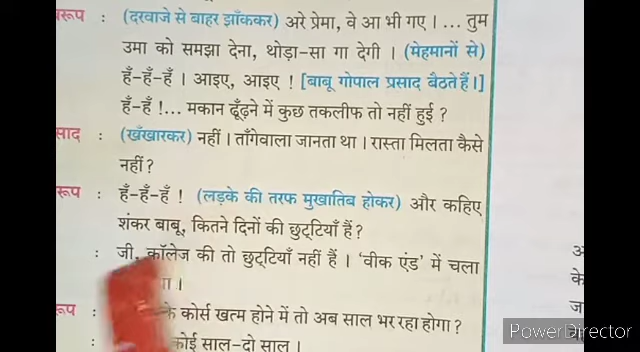 रूप : (दरवाजे से बाहर झाँककर) अरे प्रेमा, वे आ भी गए । ... तुम
उमा को समझा देना, थोड़ा-सा गा देगी । (मेहमानों से)
हँ-हँ-हँ । आइए, आइए ! [बाबू गोपाल प्रसाद बैठते हैं।]
हँ-हँ !... मकान ढूँढ़ने में कुछ तकलीफ तो नहीं हुई ?
साद : (खँखारकर) नहीं । ताँगेवाला जानता था । रास्ता मिलता कैसे
नहीं ?
रूप : हँ-हँ-हँ ! (लड़के की तरफ मुखातिब होकर) और कहिए
शंकर बाबू, कितने दिनों की छुट्टियाँ हैं ?
: जी, कॉलेज की तो छुट्टियाँ नहीं हैं । 'वीक एंड' में चला
रूप : के कोर्स खत्म होने में तो अब साल भर रहा होगा ?
: कोई साल-दो साल ।
के
ज
PowerDirector